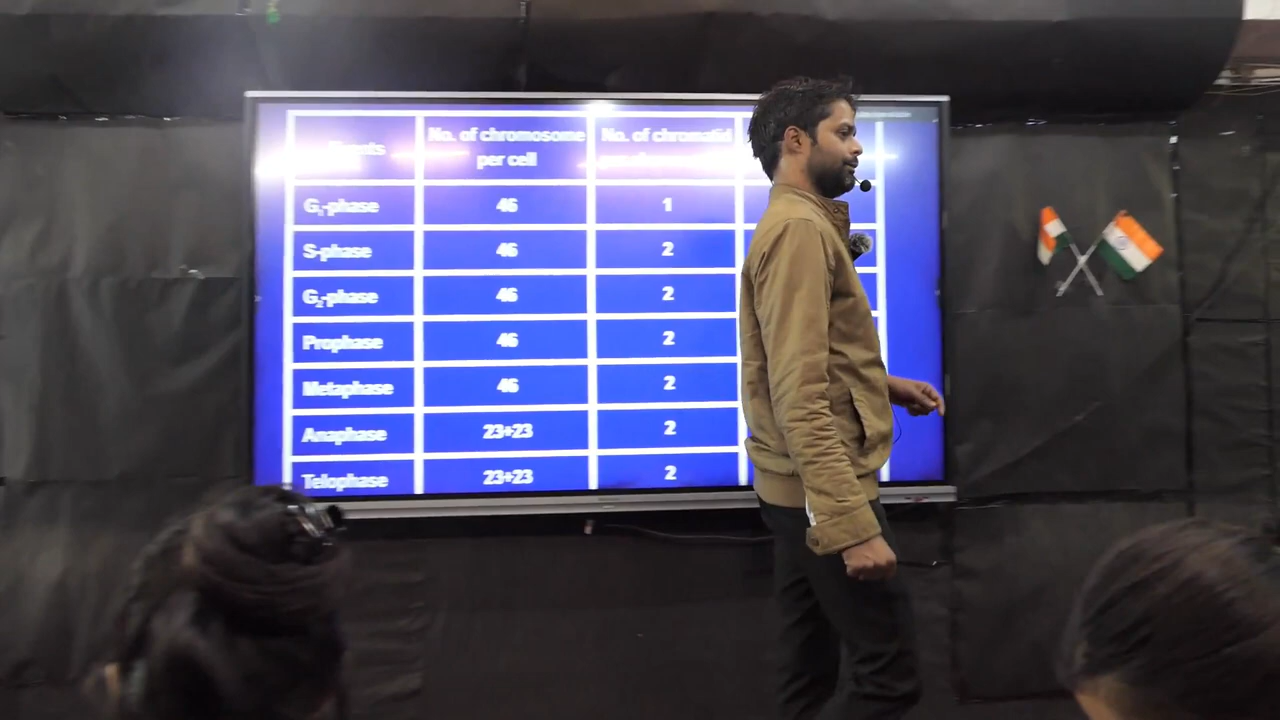 No. of chromosome No. of chromatid
per cell
G₁-phase 46 1
S-phase 46 2
G₂-phase 46 2
Prophase 46 2
Metaphase 46 2
Anaphase 23+23 2
Telophase 23+23 2